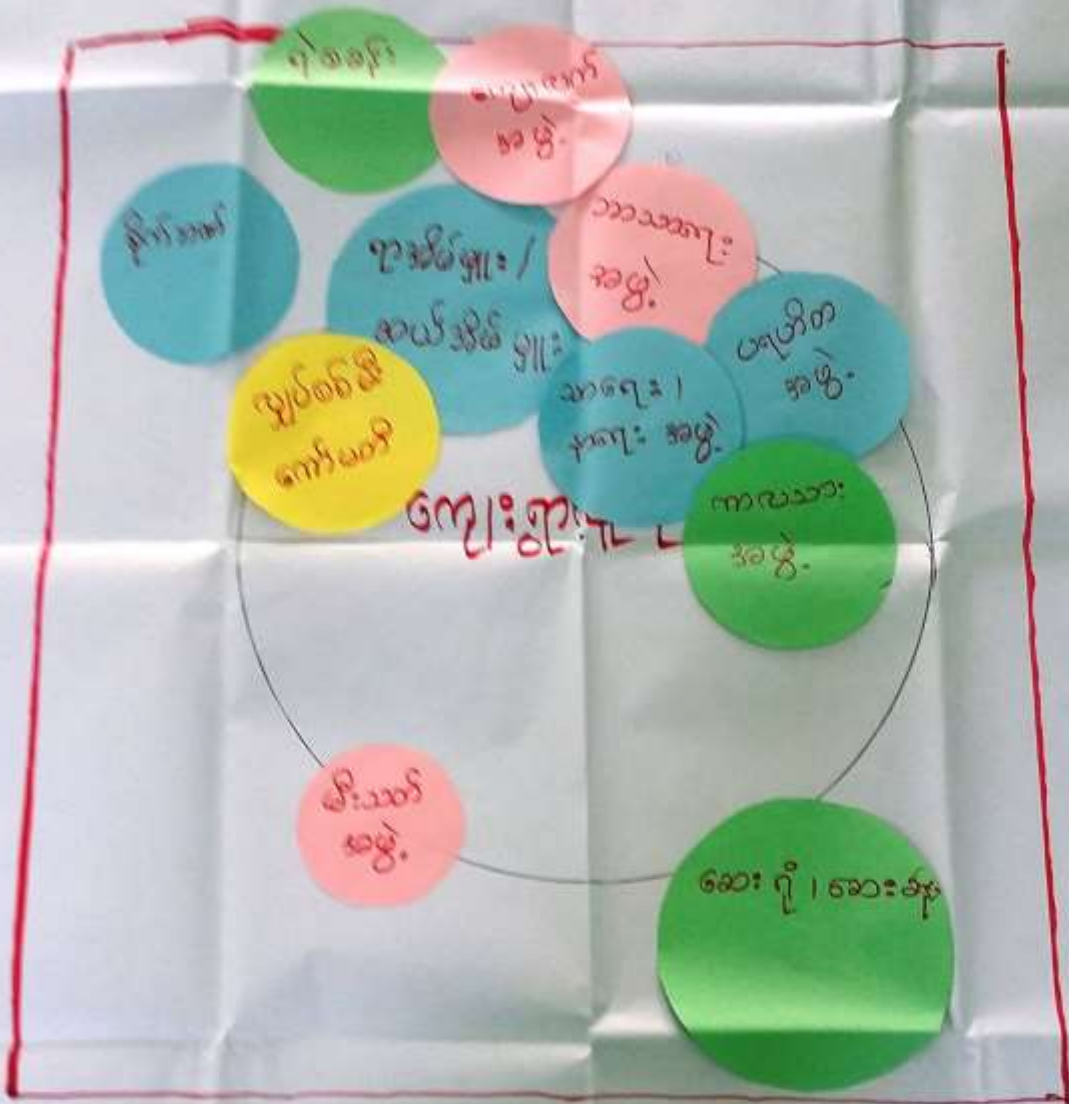 ရဲစခန်း
အဖွဲ့
ဘာသာရေး
အဖွဲ့
ရာအိမ်မှူး /
ဆယ်အိမ် မှူး
ပရဟိတ
အဖွဲ့
သာရေး /
နာရေး အဖွဲ့
လျှပ်စစ်မီး
ကော်မတီ
ကာလသား
အဖွဲ့
ကျေးရွာ
မီးသတ်
အဖွဲ့
ဆေးရုံ / ဆေးခန်း